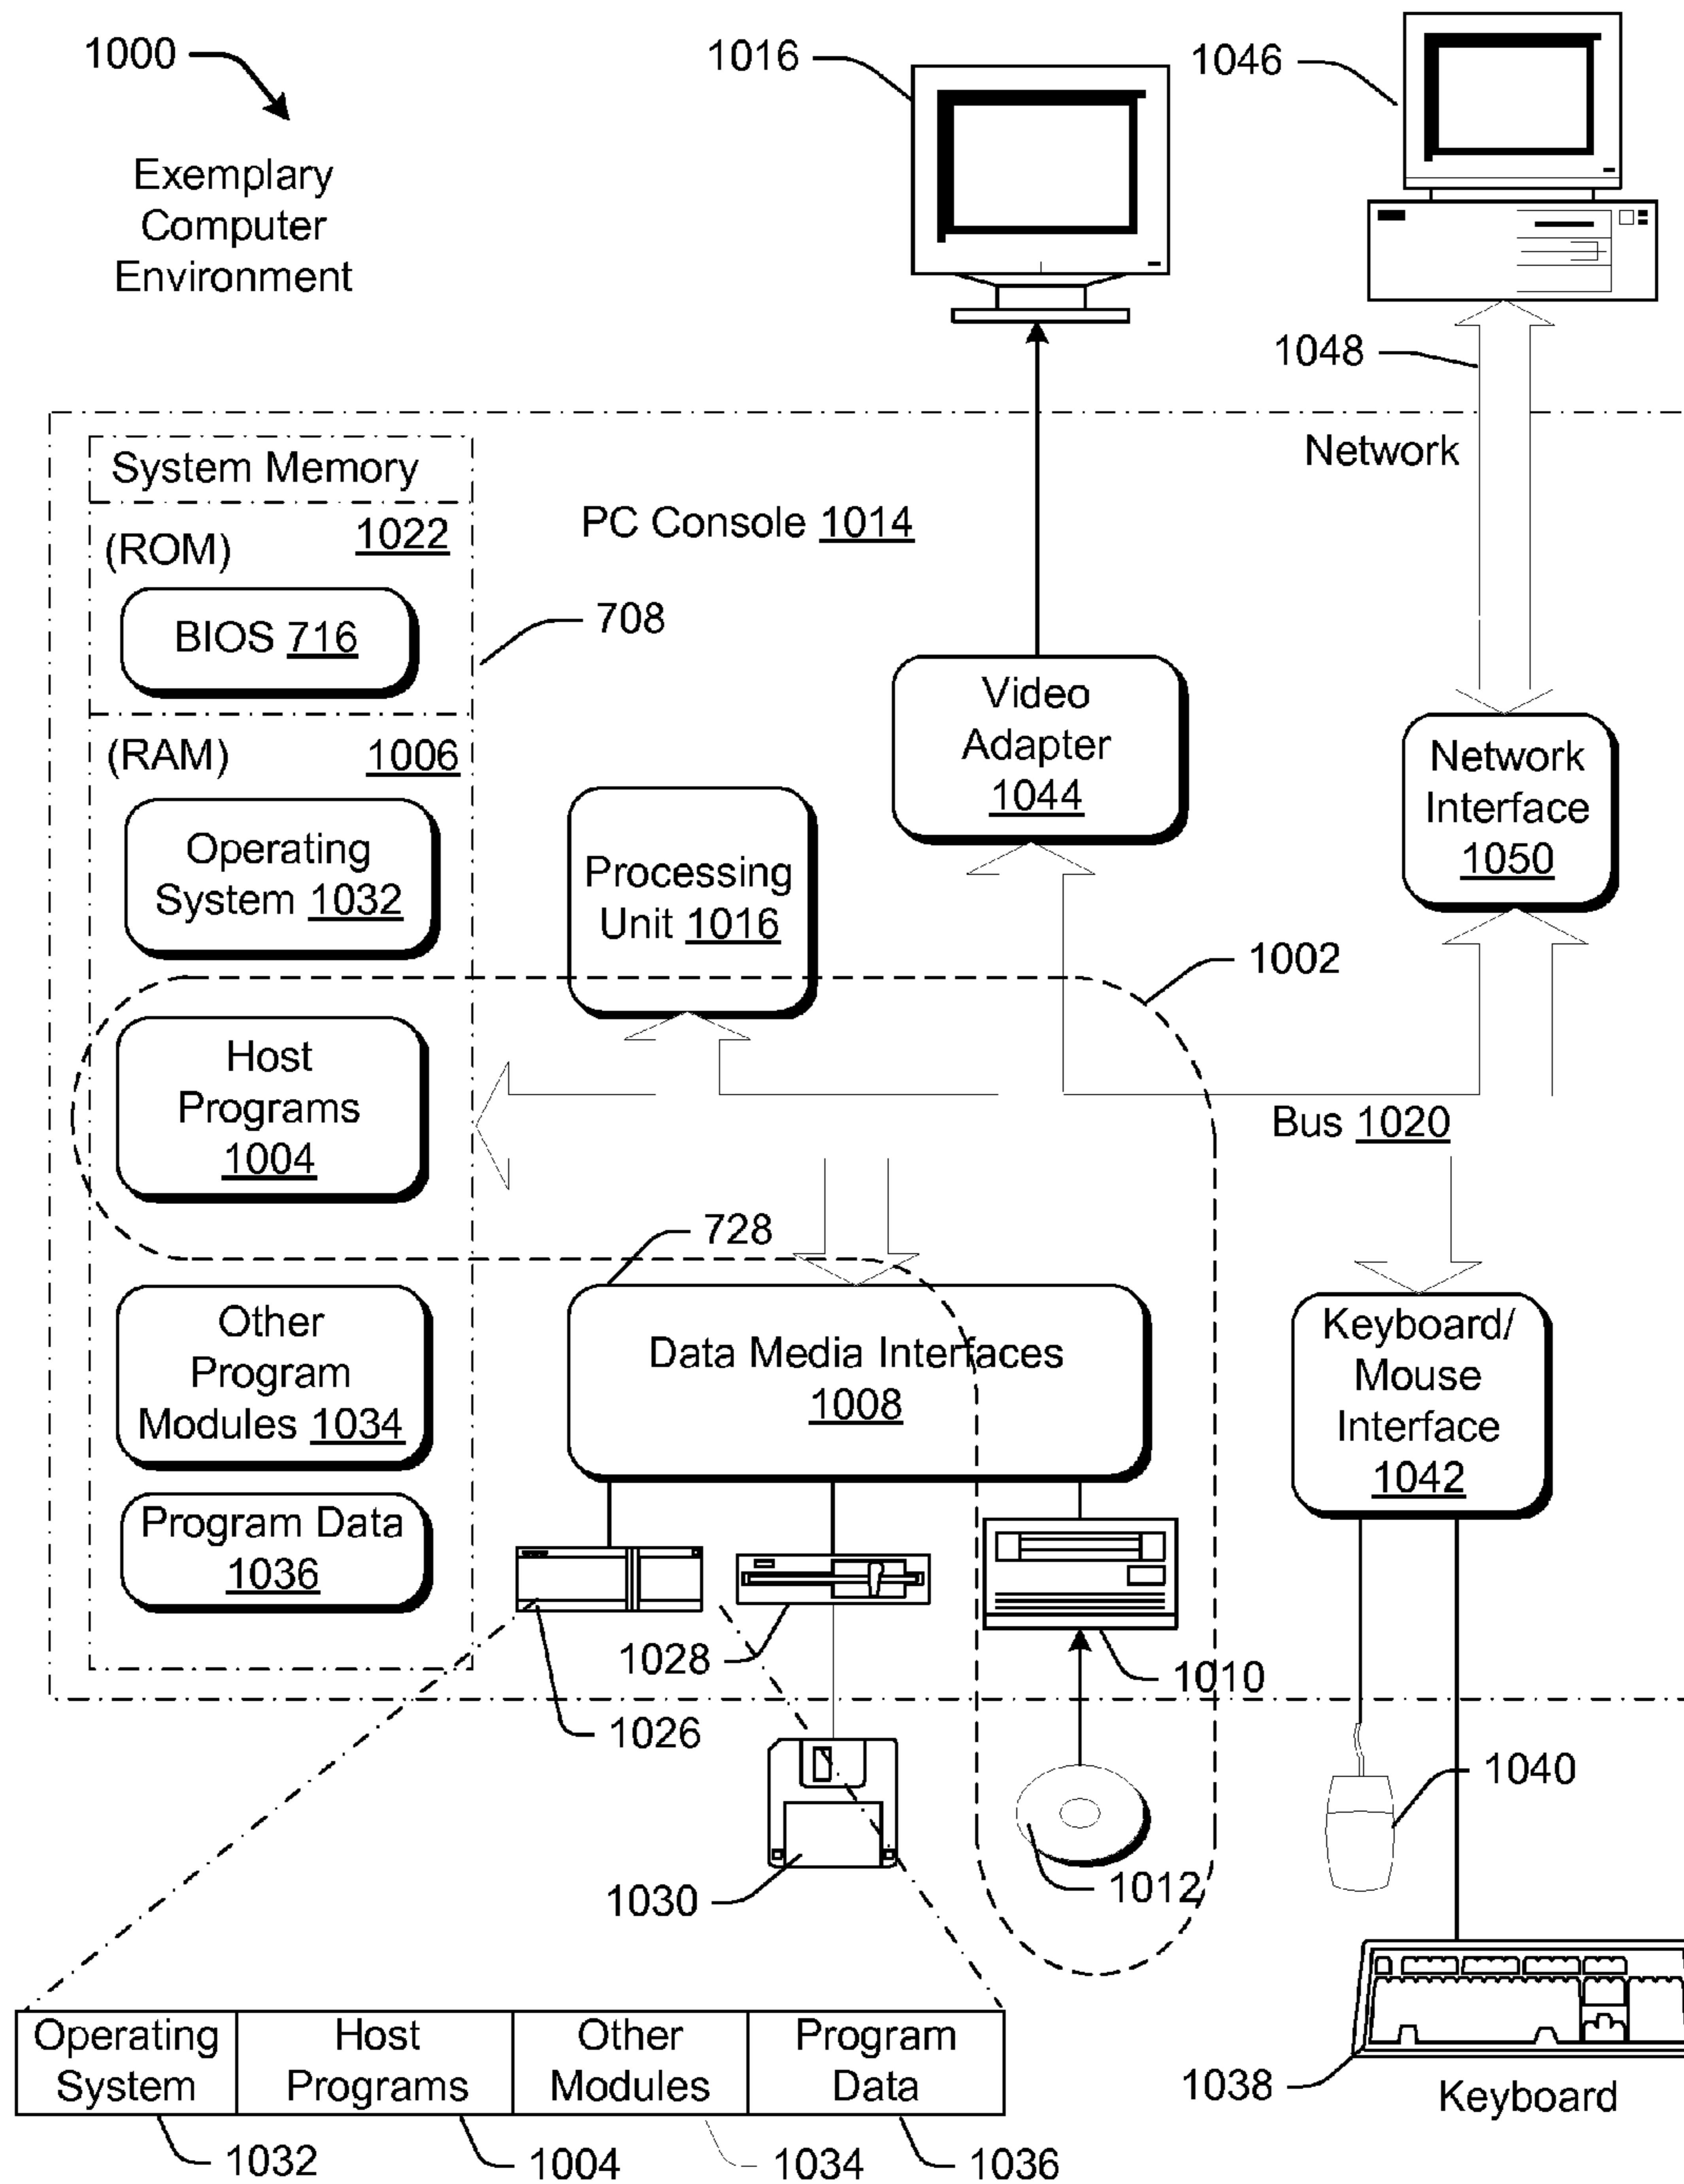 1000
Exemplary
Computer
Environment
1016
1046
1048
Network
System Memory
(ROM) 1022
BIOS 716
708
PC Console 1014
(RAM) 1006
Operating
System 1032
Processing
Unit 1016
Video
Adapter
1044
Network
Interface
1050
1002
Host
Programs
1004
Bus 1020
728
Other
Program
Modules 1034
Data Media Interfaces
1008
Keyboard/
Mouse
Interface
1042
Program Data
1036
1028
1010
1026
1040
1030
1012
Operating
System
Host
Programs
Other
Modules
Program
Data
1038
Keyboard
1032
1004
1034
1036